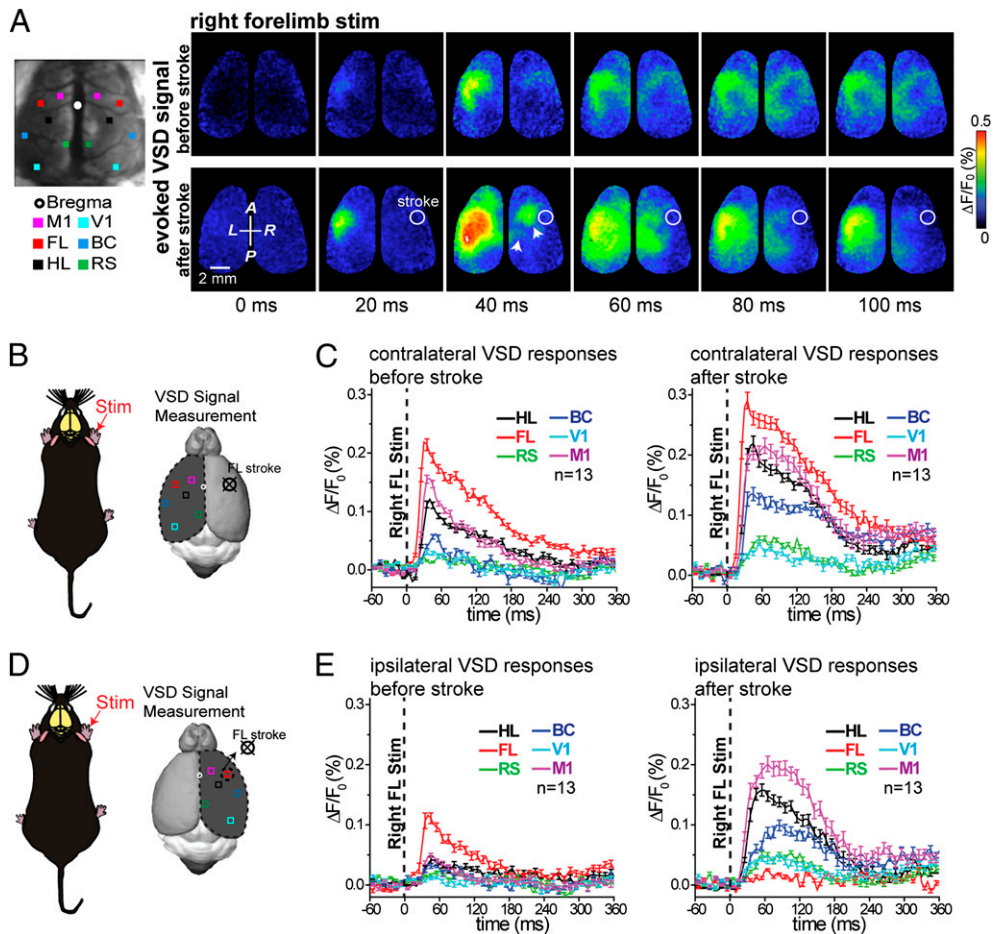 A
right forelimb stim
evoked VSD signal
before stroke
after stroke
Bregma
M1 V1
FL BC
HL RS
A
L R
P
2 mm
stroke
0 ms 20 ms 40 ms 60 ms 80 ms 100 ms
0.5
ΔF/F0 (%)
0
B
Stim
VSD Signal
Measurement
FL stroke
C
contralateral VSD responses
before stroke
0.3
0.2
0.1
0.0
ΔF/F0 (%)
Right FL Stim
HL BC
FL V1
RS M1
n=13
-60 0 60 120 180 240 300 360
time (ms)
contralateral VSD responses
after stroke
0.3
0.2
0.1
0.0
ΔF/F0 (%)
Right FL Stim
HL BC
FL V1
RS M1
n=13
-60 0 60 120 180 240 300 360
time (ms)
D
Stim
VSD Signal
Measurement
FL stroke
E
ipsilateral VSD responses
before stroke
0.3
0.2
0.1
0.0
ΔF/F0 (%)
Right FL Stim
HL BC
FL V1
RS M1
n=13
-60 0 60 120 180 240 300 360
time (ms)
ipsilateral VSD responses
after stroke
0.3
0.2
0.1
0.0
ΔF/F0 (%)
Right FL Stim
HL BC
FL V1
RS M1
n=13
-60 0 60 120 180 240 300 360
time (ms)